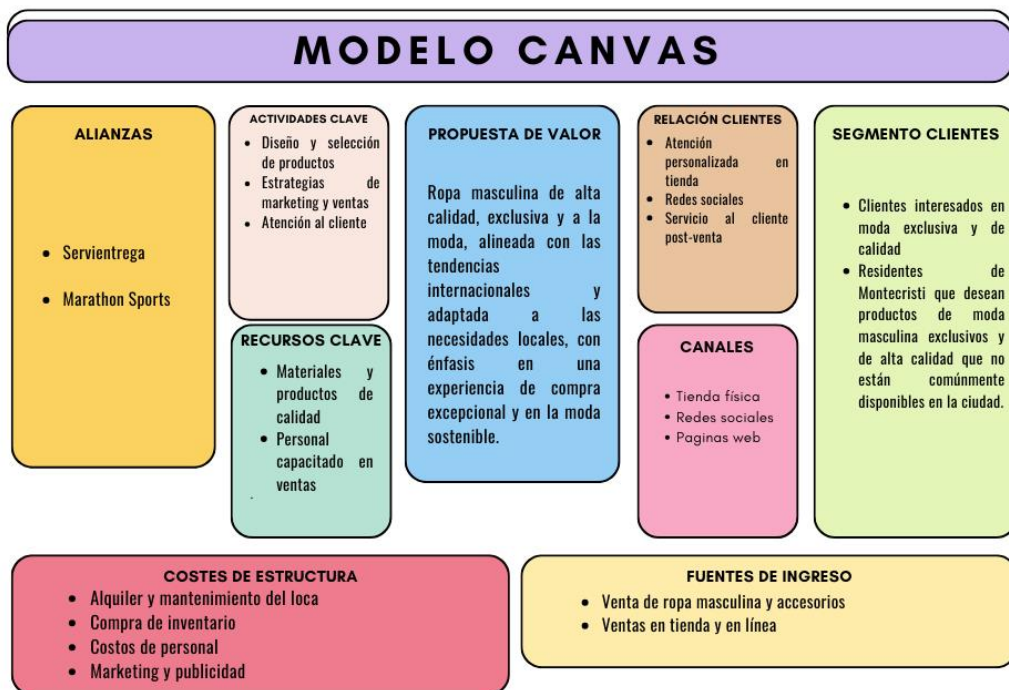 MODELO CANVAS
ALIANZAS
• Servientrega
• Marathon Sports
ACTIVIDADES CLAVE
• Diseño y selección
de productos
• Estrategias de
marketing y ventas
• Atención al cliente
RECURSOS CLAVE
• Materiales y
productos de
calidad
• Personal
capacitado en
ventas
.
PROPUESTA DE VALOR
Ropa masculina de alta
calidad, exclusiva y a la
moda, alineada con las
tendencias
internacionales y
adaptada a las
necesidades locales, con
énfasis en una
experiencia de compra
excepcional y en la moda
sostenible.
RELACIÓN CLIENTES
• Atención
personalizada en
tienda
• Redes sociales
• Servicio al cliente
post-venta
CANALES
• Tienda física
• Redes sociales
• Paginas web
SEGMENTO CLIENTES
• Clientes interesados en
moda exclusiva y de
calidad
• Residentes de
Montecristi que desean
productos de moda
masculina exclusivos y
de alta calidad que no
están comúnmente
disponibles en la ciudad.
COSTES DE ESTRUCTURA
• Alquiler y mantenimiento del loca
• Compra de inventario
• Costos de personal
• Marketing y publicidad
FUENTES DE INGRESO
• Venta de ropa masculina y accesorios
• Ventas en tienda y en línea